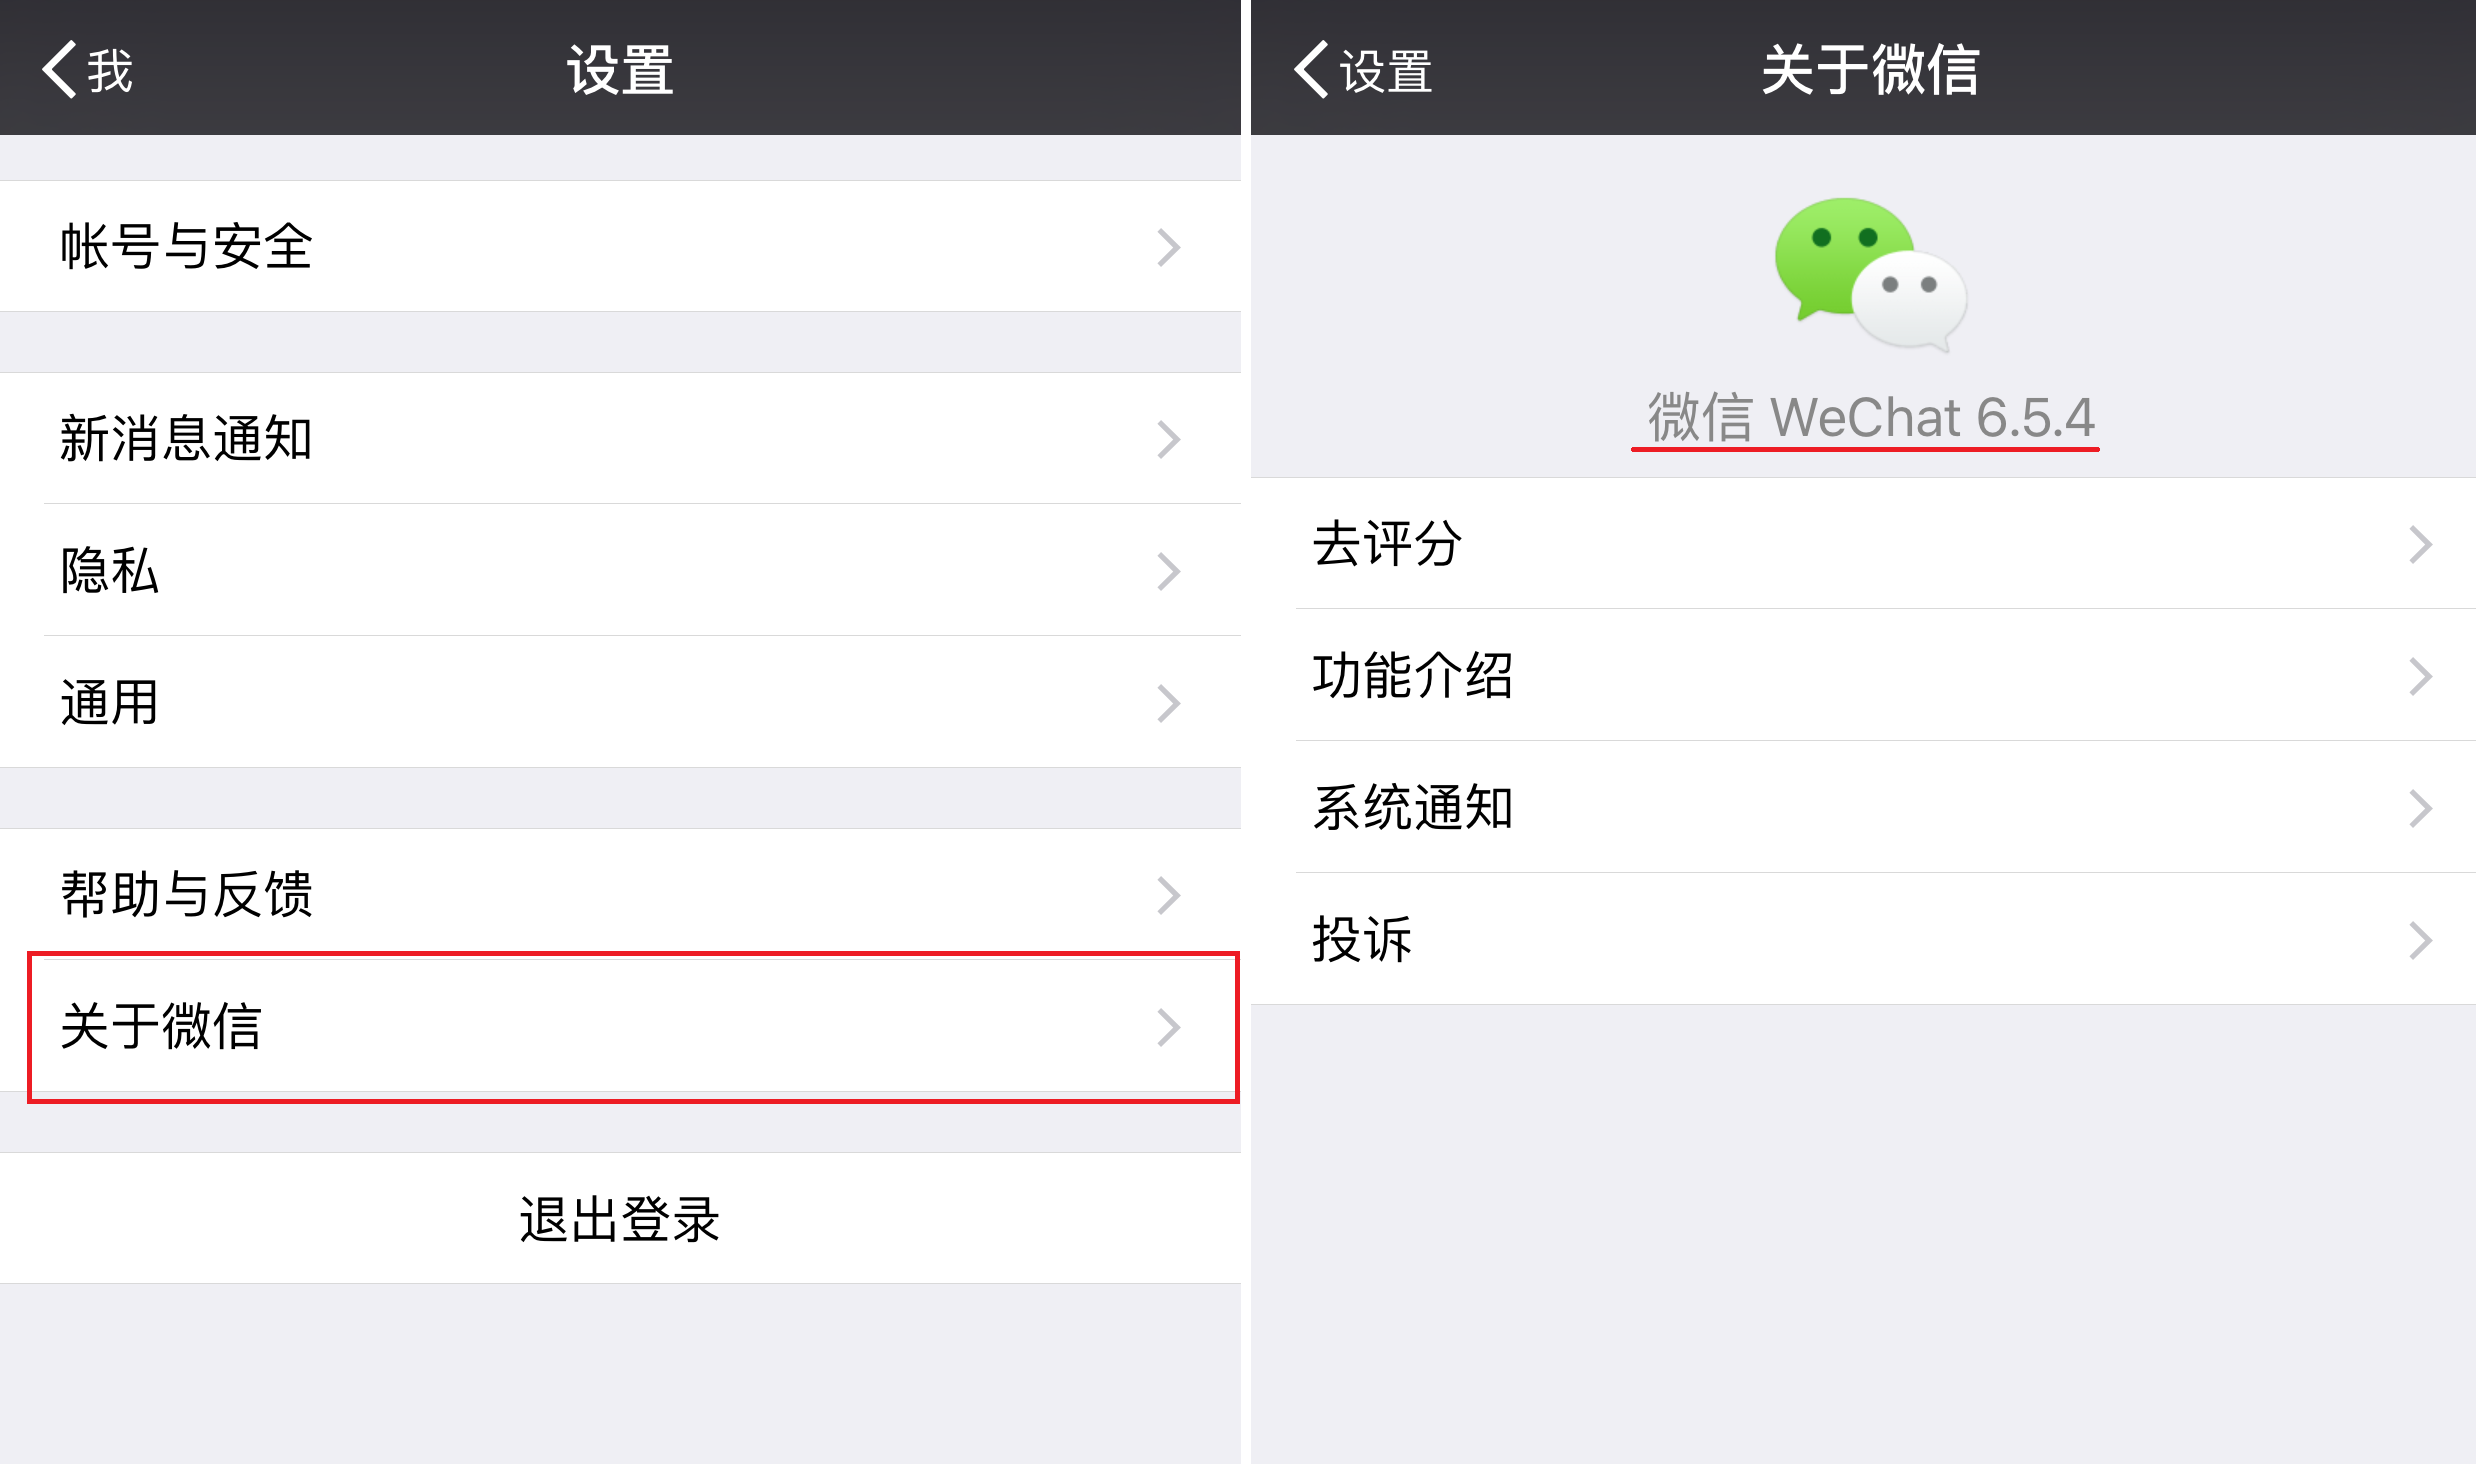 我
设置
帐号与安全
新消息通知
隐私
通用
帮助与反馈
关于微信
退出登录
设置
关于微信
微信 WeChat 6.5.4
去评分
功能介绍
系统通知
投诉